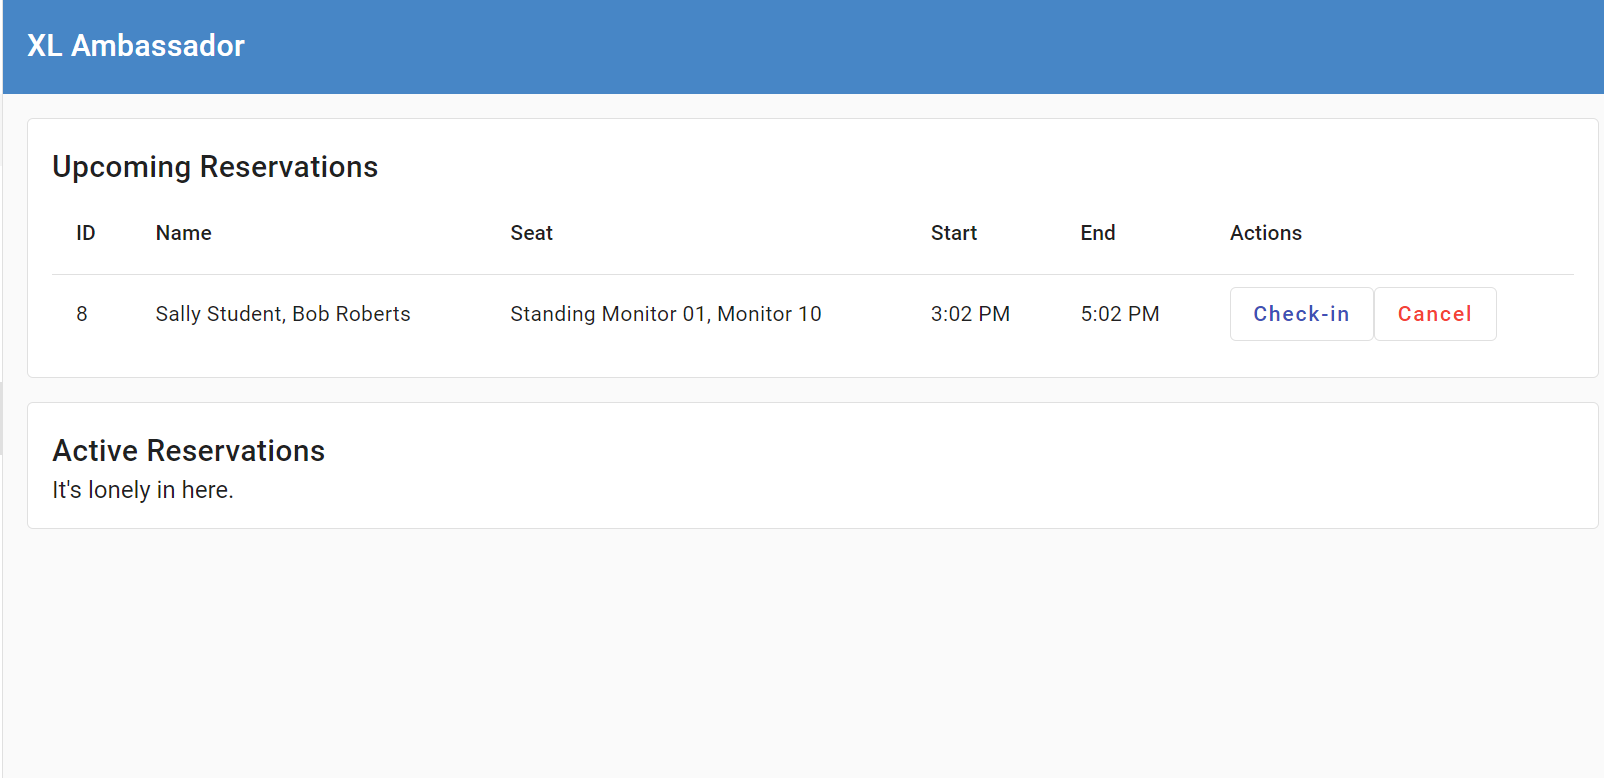 XL Ambassador
Upcoming Reservations
ID Name Seat Start End Actions
8 Sally Student, Bob Roberts Standing Monitor 01, Monitor 10 3:02 PM 5:02 PM Check-in Cancel
Active Reservations
It's lonely in here.